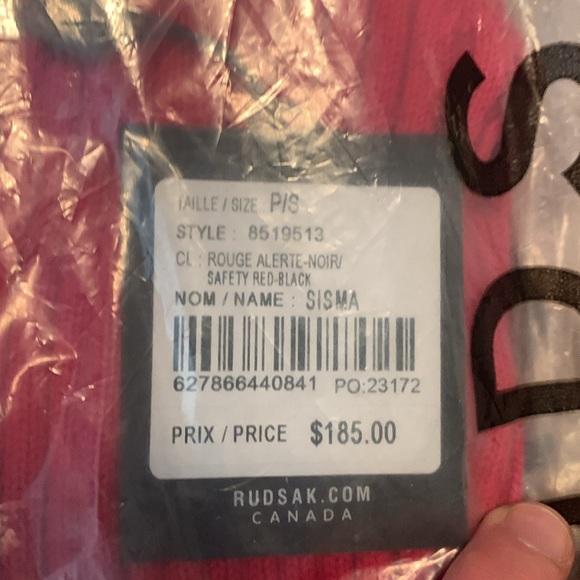 TAILLE / SIZE P/S
STYLE : 8519513
CL : ROUGE ALERTE-NOIR/
SAFETY RED-BLACK
NOM / NAME : SISMA
627866440841 PO:23172
PRIX / PRICE $185.00
RUDSAK.COM
CANADA
D S